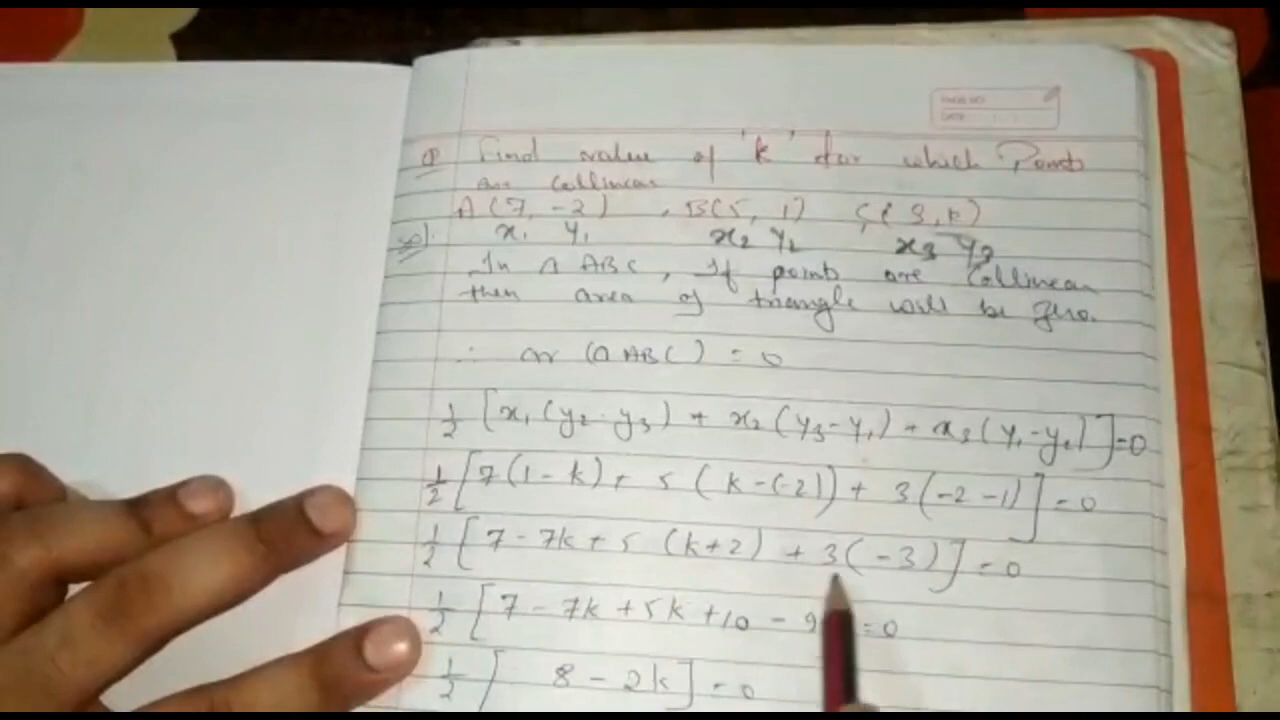 PAGE NO.
DATE
Q Find value of 'k' for which Points
are Collinear
A(7, -2) , B(5, 1) , C(3, k)
Sol. x₁ y₁ x₂ y₂ x₃ y₃
In △ ABC, If points are Collinear
then area of triangle will be zero.
∴ ar (△ ABC) = 0
1/2 [x₁(y₂-y₃) + x₂(y₃-y₁) + x₃(y₁-y₂)] = 0
1/2 [7(1-k) + 5(k-(-2)) + 3(-2-1)] = 0
1/2 [7-7k+5 (k+2) + 3(-3)] = 0
1/2 [7-7k+5k+10-9 = 0
1/2 [8-2k] = 0